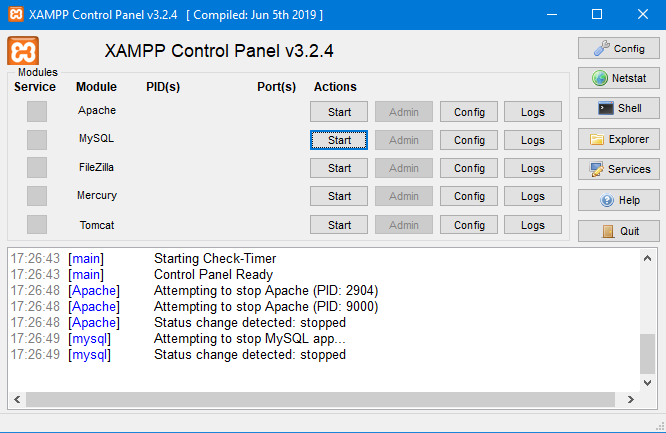 XAMPP Control Panel v3.2.4 [ Compiled: Jun 5th 2019 ]
XAMPP Control Panel v3.2.4
Config
Modules
Service Module PID(s) Port(s) Actions
Netstat
Apache Start Admin Config Logs
Shell
MySQL Start Admin Config Logs
Explorer
FileZilla Start Admin Config Logs
Services
Mercury Start Admin Config Logs
Help
Tomcat Start Admin Config Logs
Quit
17:26:43 [main] Starting Check-Timer
17:26:43 [main] Control Panel Ready
17:26:48 [Apache] Attempting to stop Apache (PID: 2904)
17:26:48 [Apache] Attempting to stop Apache (PID: 9000)
17:26:48 [Apache] Status change detected: stopped
17:26:49 [mysql] Attempting to stop MySQL app...
17:26:49 [mysql] Status change detected: stopped